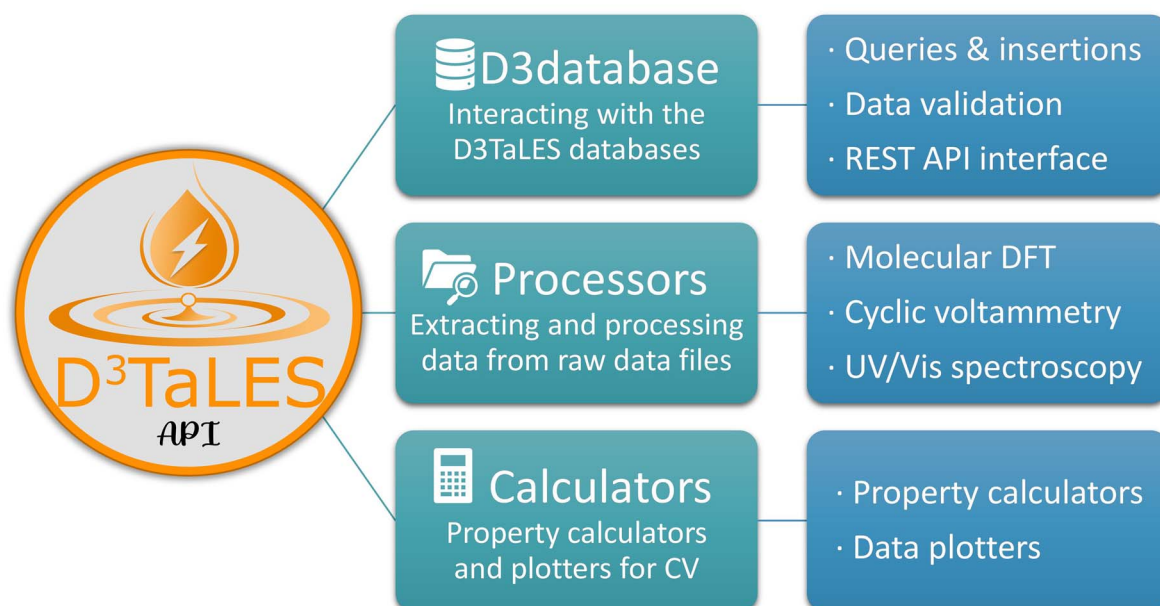 D³TaLES
API
D3database
Interacting with the
D3TaLES databases
· Queries & insertions
· Data validation
· REST API interface
Processors
Extracting and processing
data from raw data files
· Molecular DFT
· Cyclic voltammetry
· UV/Vis spectroscopy
Calculators
Property calculators
and plotters for CV
· Property calculators
· Data plotters